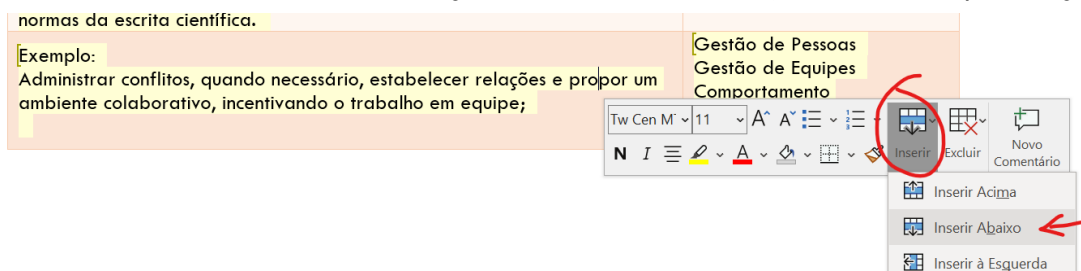 normas da escrita científica.
Exemplo:
Administrar conflitos, quando necessário, estabelecer relações e propor um
ambiente colaborativo, incentivando o trabalho em equipe;
Gestão de Pessoas
Gestão de Equipes
Comportamento
Tw Cen M 11 A A
N I A Inserir Excluir Novo
Comentário
Inserir Acima
Inserir Abaixo
Inserir à Esquerda